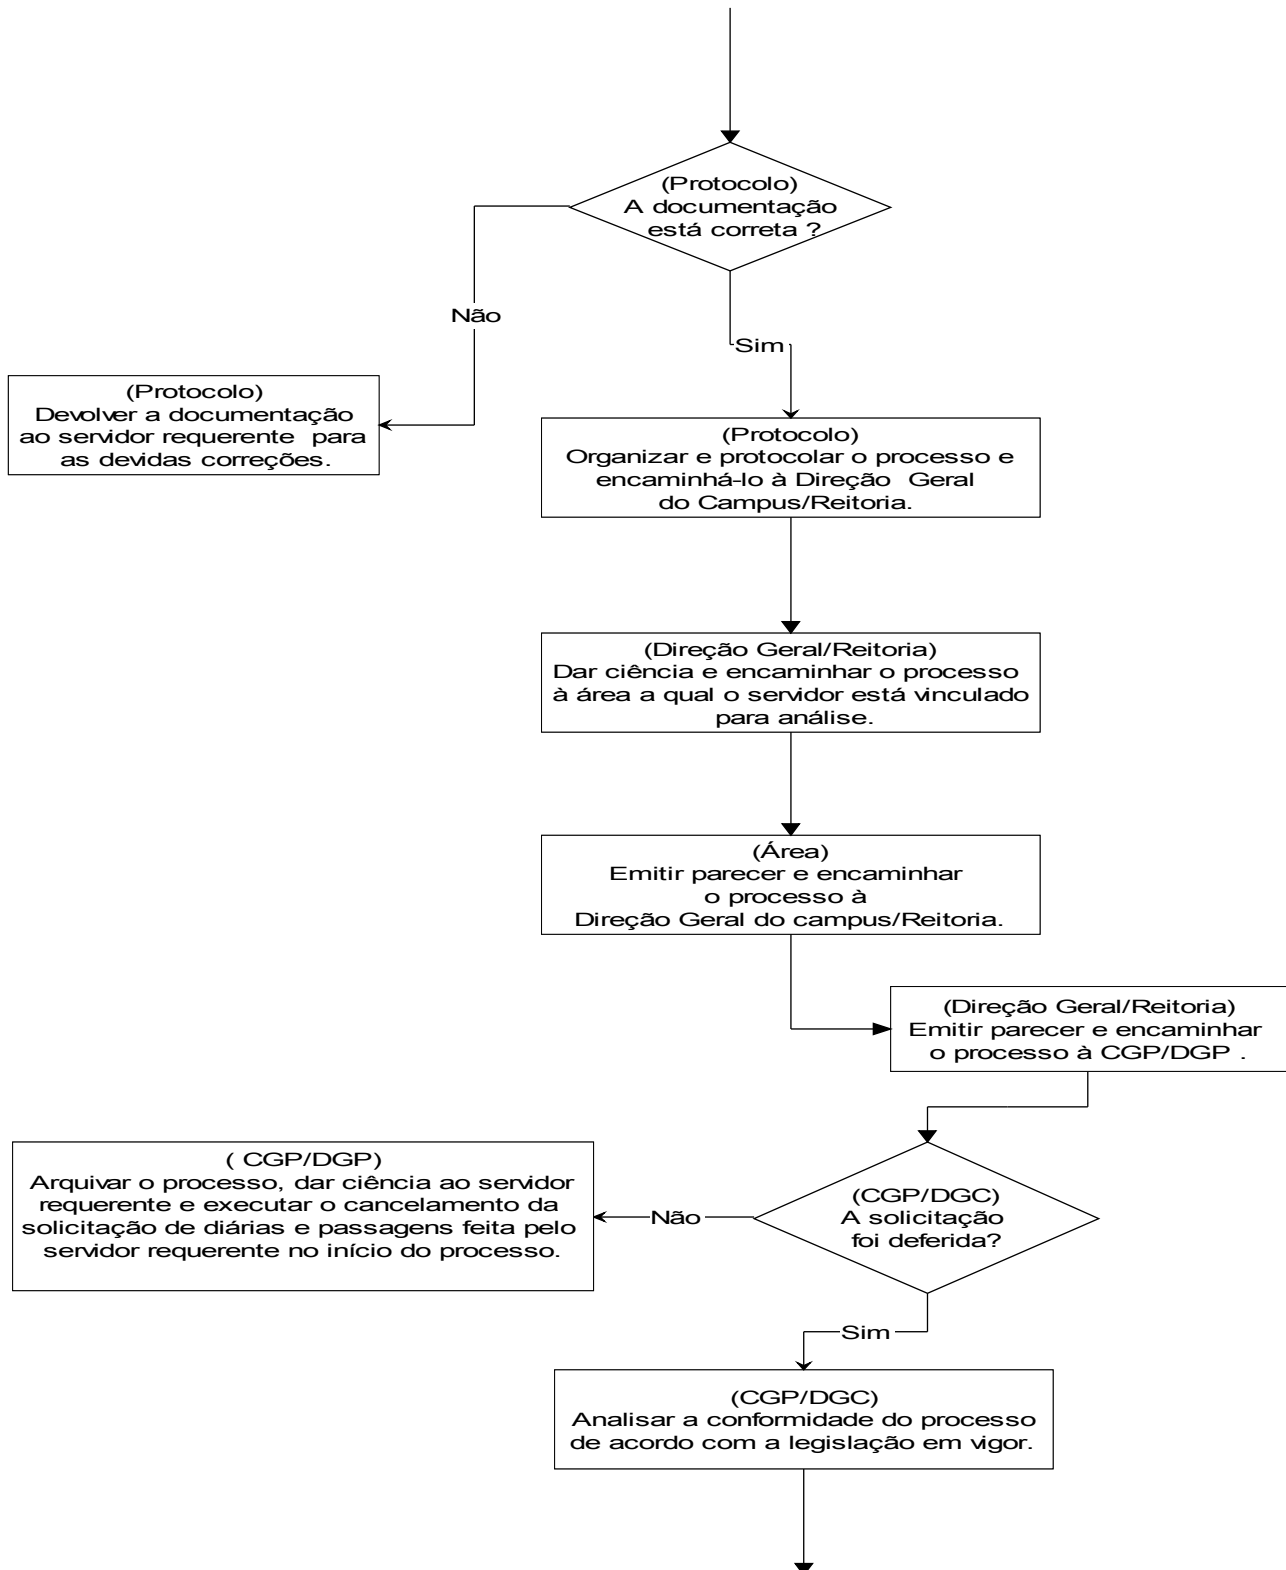 (Protocolo)
A documentação
está correta ?
Não
Sim
(Protocolo)
Devolver a documentação
ao servidor requerente  para
as devidas correções.
(Protocolo)
Organizar e protocolar o processo e
encaminhá-lo à Direção  Geral
do Campus/Reitoria.
(Direção Geral/Reitoria)
Dar ciência e encaminhar o processo
à área a qual o servidor está vinculado
para análise.
(Área)
Emitir parecer e encaminhar
o processo à
Direção Geral do campus/Reitoria.
(Direção Geral/Reitoria)
Emitir parecer e encaminhar
o processo à CGP/DGP .
( CGP/DGP)
Arquivar o processo, dar ciência ao servidor
requerente e executar o cancelamento da
solicitação de diárias e passagens feita pelo
servidor requerente no início do processo.
Não
(CGP/DGC)
A solicitação
foi deferida?
Sim
(CGP/DGC)
Analisar a conformidade do processo
de acordo com a legislação em vigor.